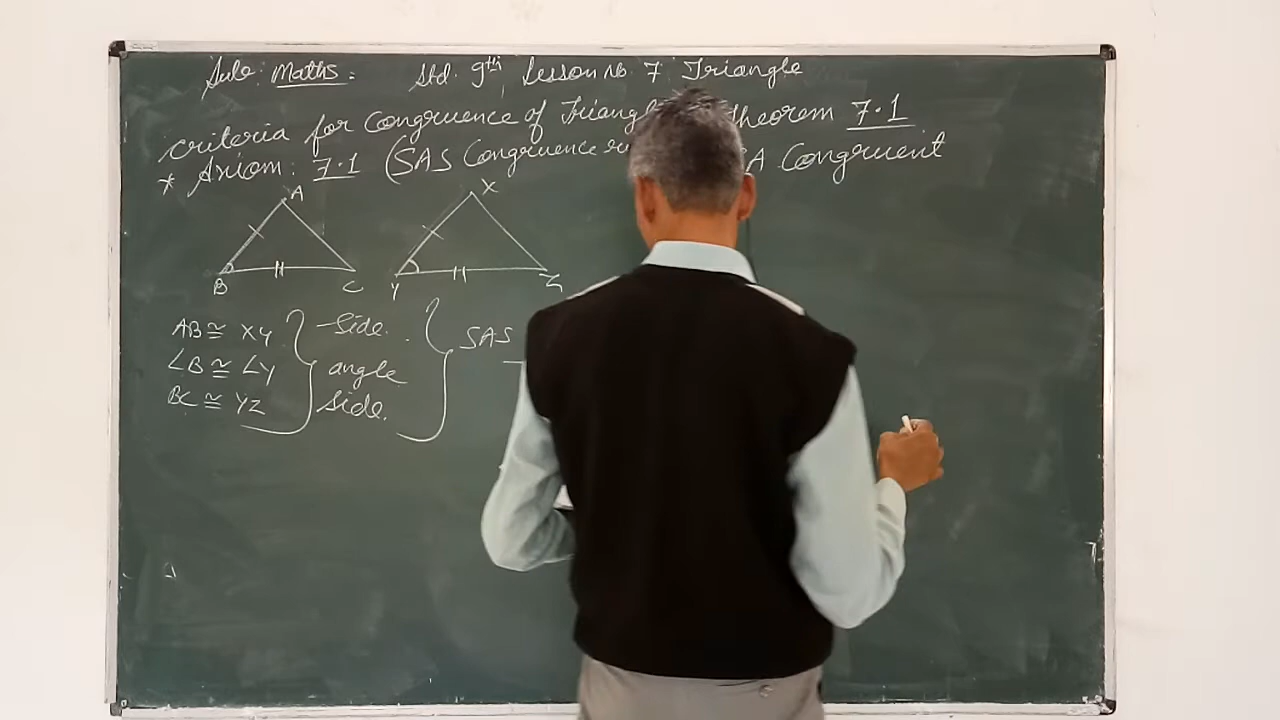 Sub: Maths. Std. 9th, Lesson No. 7 Triangle
criteria for Congruence of Theorem 7.1
* Axiom: 7.1 (SAS Congruence Congruent
A X
B C Y Z
AB ≅ XY side. SAS
∠B ≅ ∠Y angle
BC ≅ YZ side.